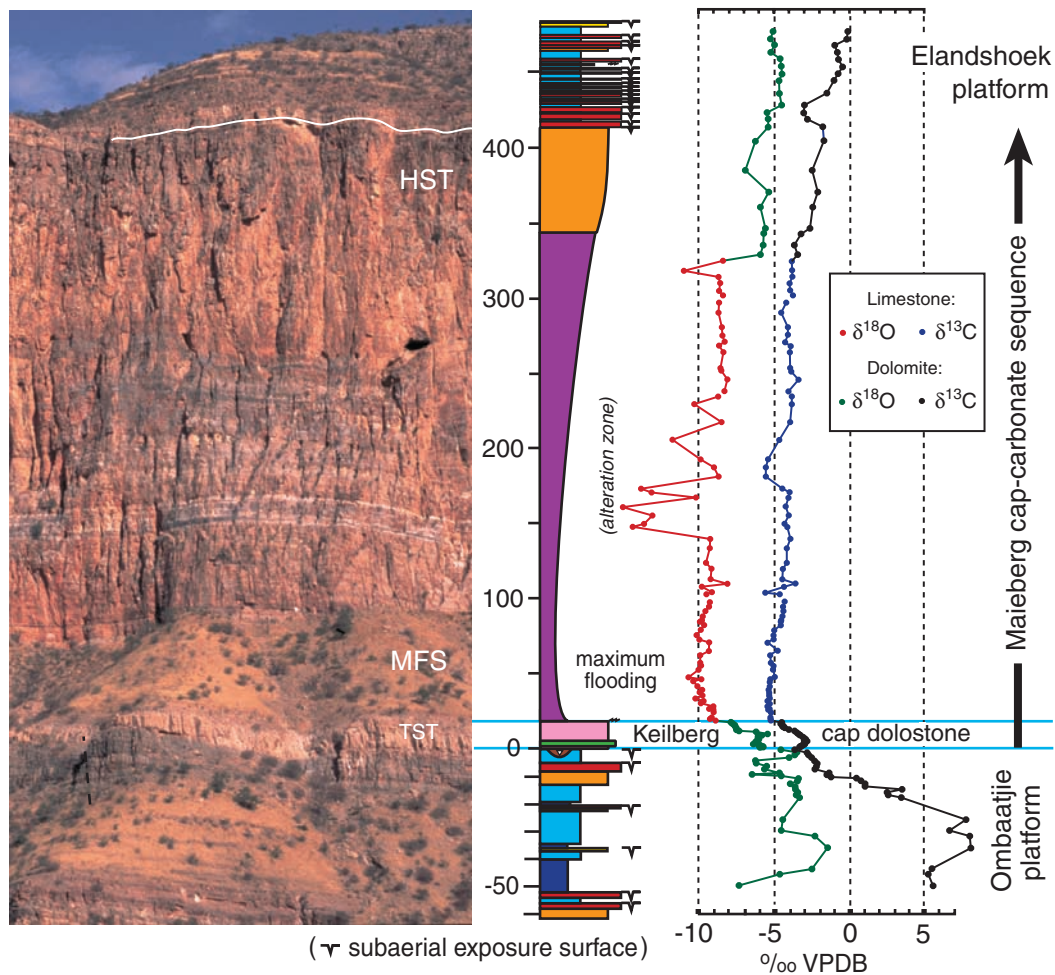 HST
MFS
TST
400
300
200
100
0
-50
(alteration zone)
maximum
flooding
Keilberg
cap dolostone
Limestone:
δ18O
δ13C
Dolomite:
δ18O
δ13C
Elandshoek
platform
Maieberg cap-carbonate sequence
Ombaatjie
platform
-10
-5
0
5
o/oo VPDB
( subaerial exposure surface )